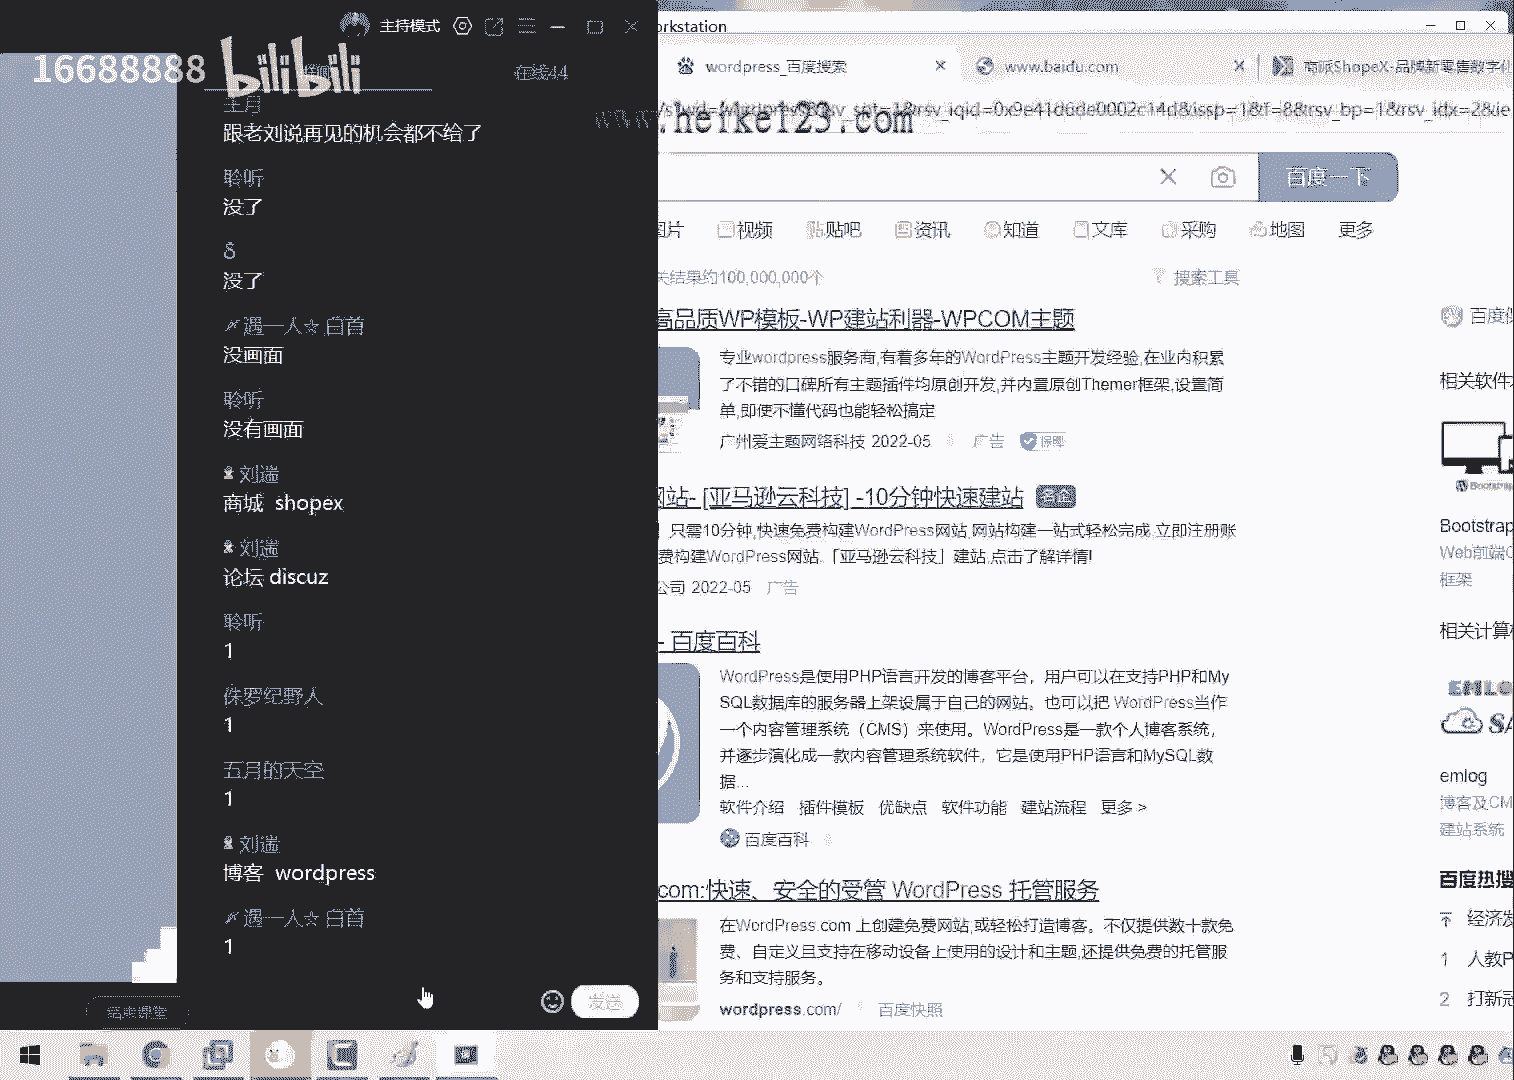 主持模式
16688888
bilibili
在线44
跟老刘说再见的机会都不给了
聆听
没了
没了
遇一人☆白首
没画面
聆听
没有画面
刘遄
商城 shopex
刘遄
论坛 discuz
聆听
1
侏罗纪野人
1
五月的天空
1
刘遄
博客 wordpress
遇一人☆白首
1
结束课堂
发送
orkstation
wordpress_百度搜索
www.baidu.com
商派ShopeX-品牌新零售数字化
www.heike123.com
百度一下
图片
视频
贴吧
资讯
知道
文库
采购
地图
更多
关结果约100,000,000个
搜索工具
高品质WP模板-WP建站利器-WPCOM主题
专业wordpress服务商,有着多年的WordPress主题开发经验,在业内积累
了不错的口碑所有主题插件均原创开发,并内置原创Themer框架,设置简
单,即使不懂代码也能轻松搞定
广州爱主题网络科技 2022-05 广告 保障
网站- [亚马逊云科技] -10分钟快速建站 名企
只需10分钟,快速免费构建WordPress网站,网站构建一站式轻松完成.立即注册账
费构建WordPress网站.「亚马逊云科技」建站,点击了解详情!
公司 2022-05 广告
- 百度百科
WordPress是使用PHP语言开发的博客平台，用户可以在支持PHP和My
SQL数据库的服务器上架设属于自己的网站。也可以把 WordPress当作
一个内容管理系统（CMS）来使用。WordPress是一款个人博客系统，
并逐步演化成一款内容管理系统软件，它是使用PHP语言和MySQL数
据...
软件介绍 插件模板 优缺点 软件功能 建站流程 更多 >
百度百科
com:快速、安全的受管 WordPress 托管服务
在WordPress.com 上创建免费网站,或轻松打造博客。不仅提供数十款免
费、自定义且支持在移动设备上使用的设计和主题,还提供免费的托管服
务和支持服务。
wordpress.com/ 百度快照
相关软件
Bootstrap
Bootstrap
Web前端C
框架
相关计算机
EMLO
emlog
博客及CM
建站系统
百度热搜
经济发
1 人教P
2 打新冠